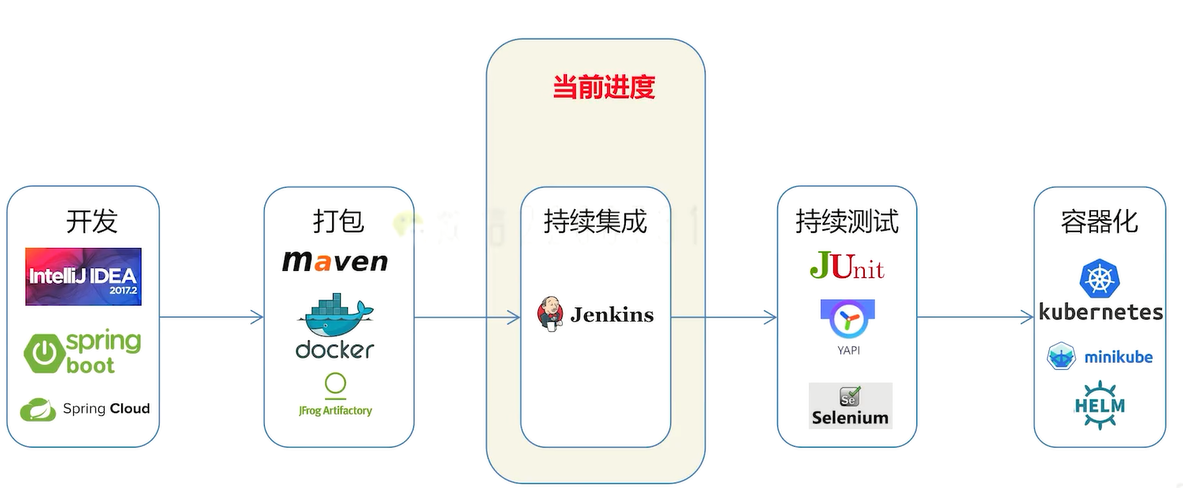 当前进度
开发
IntelliJ IDEA
2017.2
spring
boot
Spring Cloud
打包
maven
docker
JFrog Artifactory
持续集成
Jenkins
持续测试
JUnit
YAPI
Se
Selenium
容器化
kubernetes
minikube
HELM